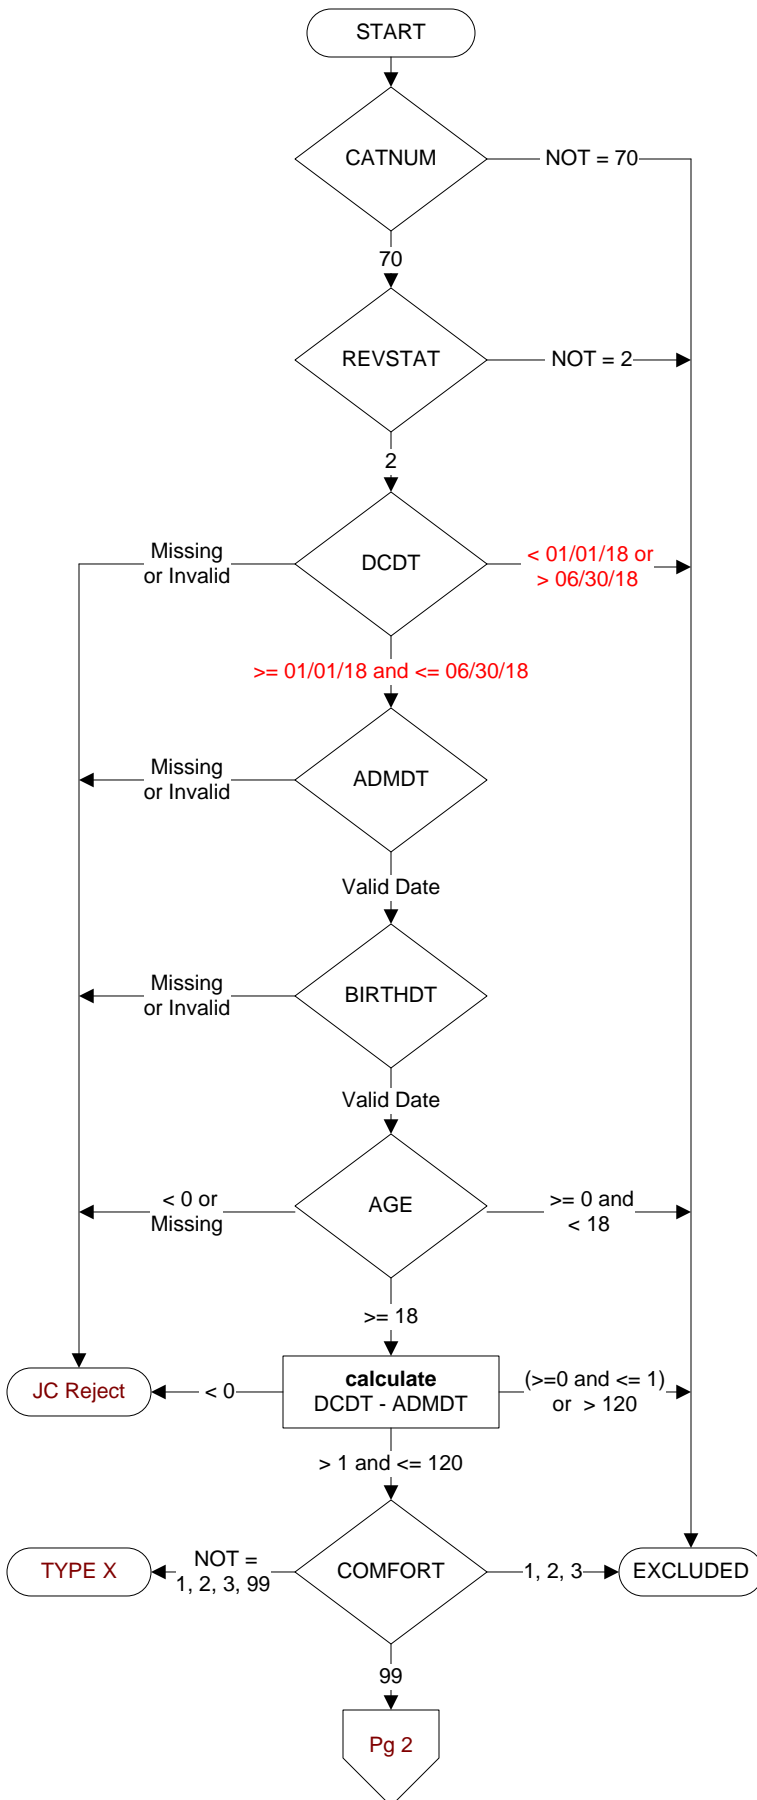 START
CATNUM
NOT = 70
70
REVSTAT
NOT = 2
2
Missing
or Invalid
DCDT
< 01/01/18 or
> 06/30/18
>= 01/01/18 and <= 06/30/18
Missing
or Invalid
ADMDT
Valid Date
Missing
or Invalid
BIRTHDT
Valid Date
< 0 or
Missing
AGE
>= 0 and
< 18
>= 18
JC Reject
< 0
calculate
DCDT - ADMDT
(>=0 and <= 1)
or > 120
> 1 and <= 120
TYPE X
NOT =
1, 2, 3, 99
COMFORT
1, 2, 3
EXCLUDED
99
Pg 2